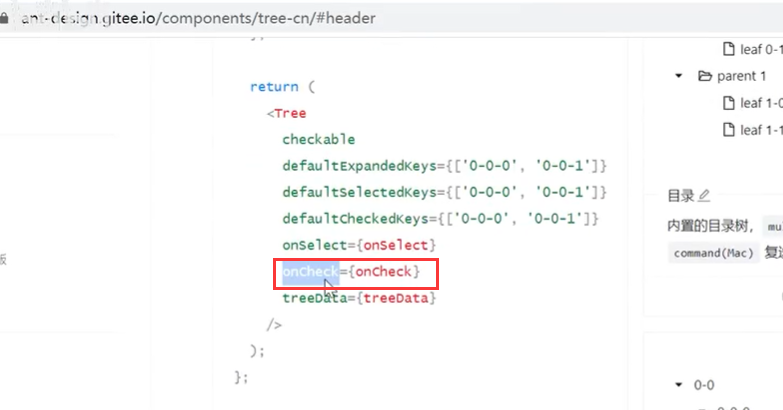 ant-design.gitee.io/components/tree-cn/#header
};
return (
<Tree
checkable
defaultExpandedKeys={['0-0-0', '0-0-1']}
defaultSelectedKeys={['0-0-0', '0-0-1']}
defaultCheckedKeys={['0-0-0', '0-0-1']}
onSelect={onSelect}
onCheck={onCheck}
treeData={treeData}
/>
);
};
版
leaf 0-1
parent 1
leaf 1-0
leaf 1-1
目录
内置的目录树， mu
command(Mac) 复选
0-0